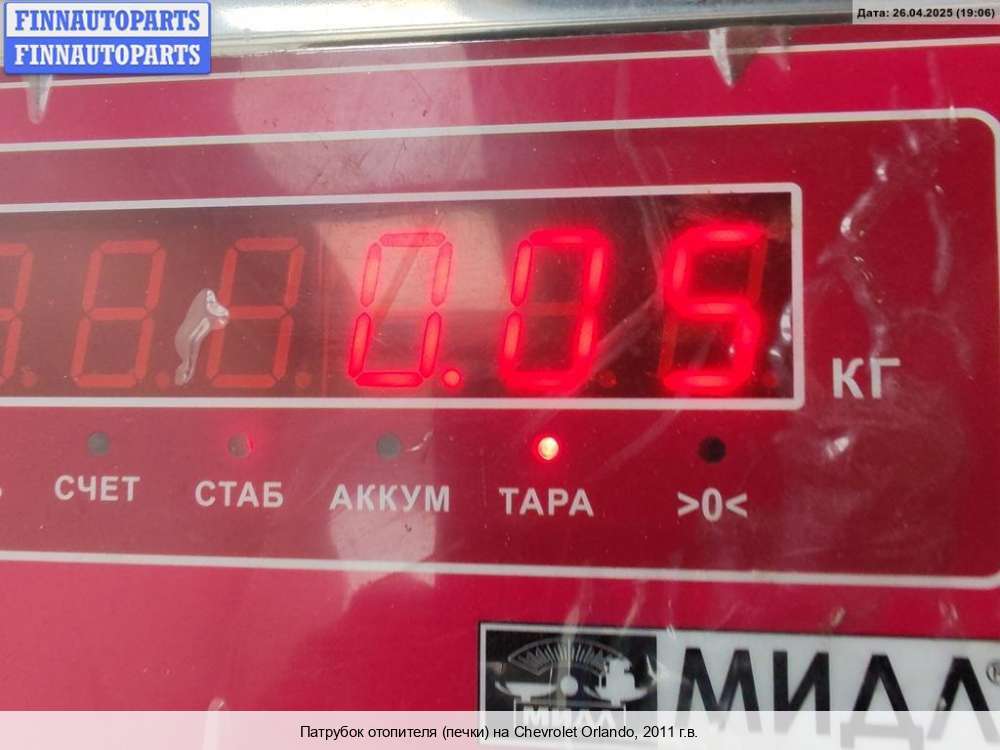 FINNAUTOPARTS
FINNAUTOPARTS
Дата: 26.04.2025 (19:06)
0.05
КГ
СЧЕТ СТАБ АККУМ ТАРА >0<
МИДЛ
МИДЛ
Патрубок отопителя (печки) на Chevrolet Orlando, 2011 г.в.